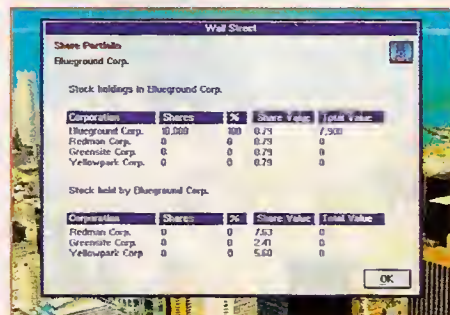 Wall Street
Share Portfolio
Blueground Corp.
Stock holdings in Blueground Corp.
Corporation Shares % Share Value Total Value
Blueground Corp. 10,000 100 0.79 7,900
Redman Corp. 0 0 0.79 0
Greensite Corp. 0 0 0.79 0
Yellowpark Corp. 0 0 0.79 0
Stock held by Blueground Corp.
Corporation Shares % Share Value Total Value
Redman Corp. 0 0 7.63 0
Greensite Corp. 0 0 2.41 0
Yellowpark Corp 0 0 5.60 0
OK